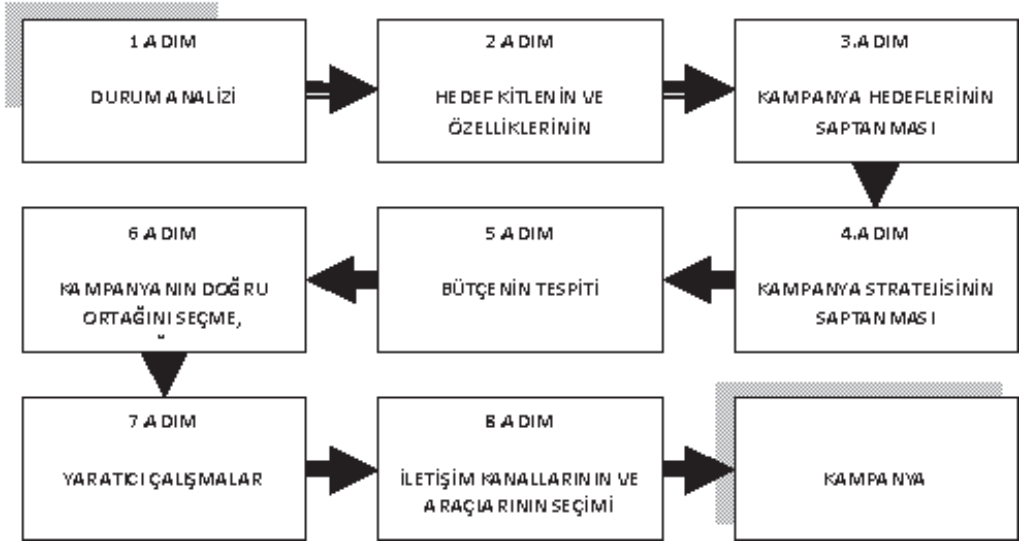 1.ADIM
DURUM ANALİZİ
2.ADIM
HEDEF KİTLENİN VE
ÖZELLİKLERİNİN
3.ADIM
KAMPANYA HEDEFLERİNİN
SAPTANMASI
4.ADIM
KAMPANYA STRATEJİSİNİN
SAPTANMASI
5.ADIM
BÜTÇENİN TESPİTİ
6.ADIM
KAMPANYANIN DOĞRU
ORTAĞINI SEÇME,
7.ADIM
YARATICI ÇALIŞMALAR
8.ADIM
İLETİŞİM KANALLARININ VE
ARAÇLARININ SEÇİMİ
KAMPANYA